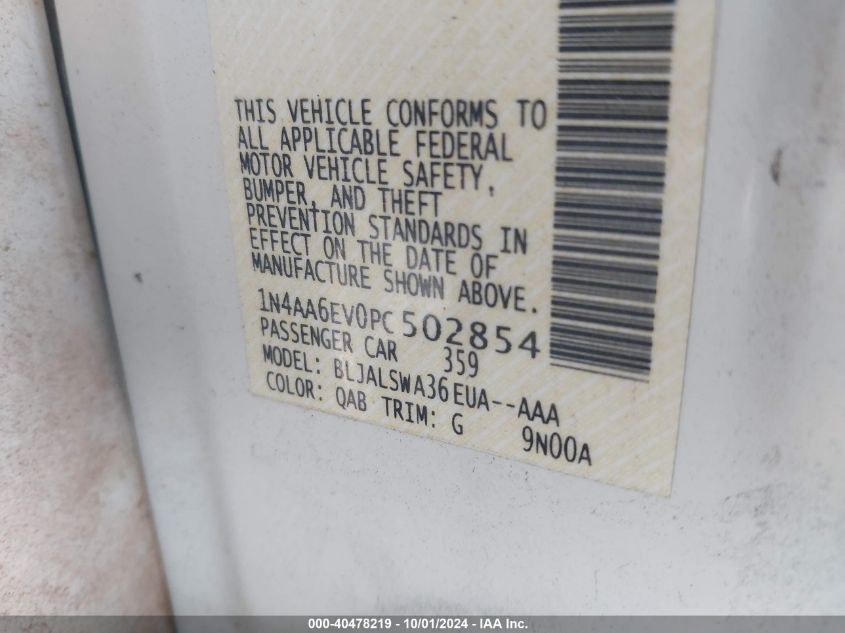 THIS VEHICLE CONFORMS TO
ALL APPLICABLE FEDERAL
MOTOR VEHICLE SAFETY,
BUMPER, AND THEFT
PREVENTION STANDARDS IN
EFFECT ON THE DATE OF
MANUFACTURE SHOWN ABOVE.
1N4AA6EV0PC502854
PASSENGER CAR 359
MODEL: BLJALSWA36EUA--AAA
COLOR: QAB TRIM: G 9N00A
000-40478219 - 10/01/2024 - IAA Inc.